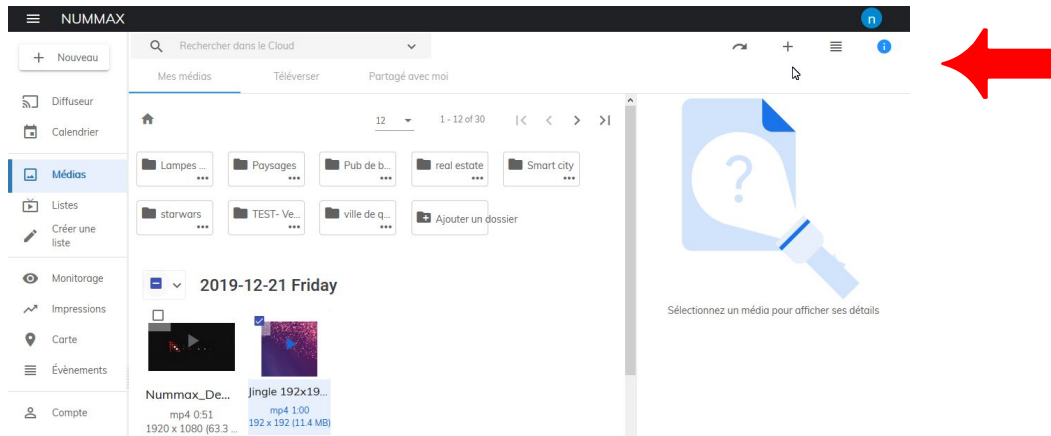 NUMMAX
n
Nouveau
Rechercher dans le Cloud
Mes médias
Téléverser
Partagé avec moi
Diffuseur
Calendrier
Médias
Listes
Créer une
liste
Monitorage
Impressions
Carte
Évènements
Compte
12
1 - 12 of 30
Lampes ...
Paysages
Pub de b...
real estate
Smart city
starwars
TEST- Ve...
ville de q...
Ajouter un dossier
2019-12-21 Friday
Nummax_De...
mp4 0:51
1920 x 1080 (63.3 ...
Jingle 192x19...
mp4 1:00
192 x 192 (11.4 MB)
Sélectionnez un média pour afficher ses détails